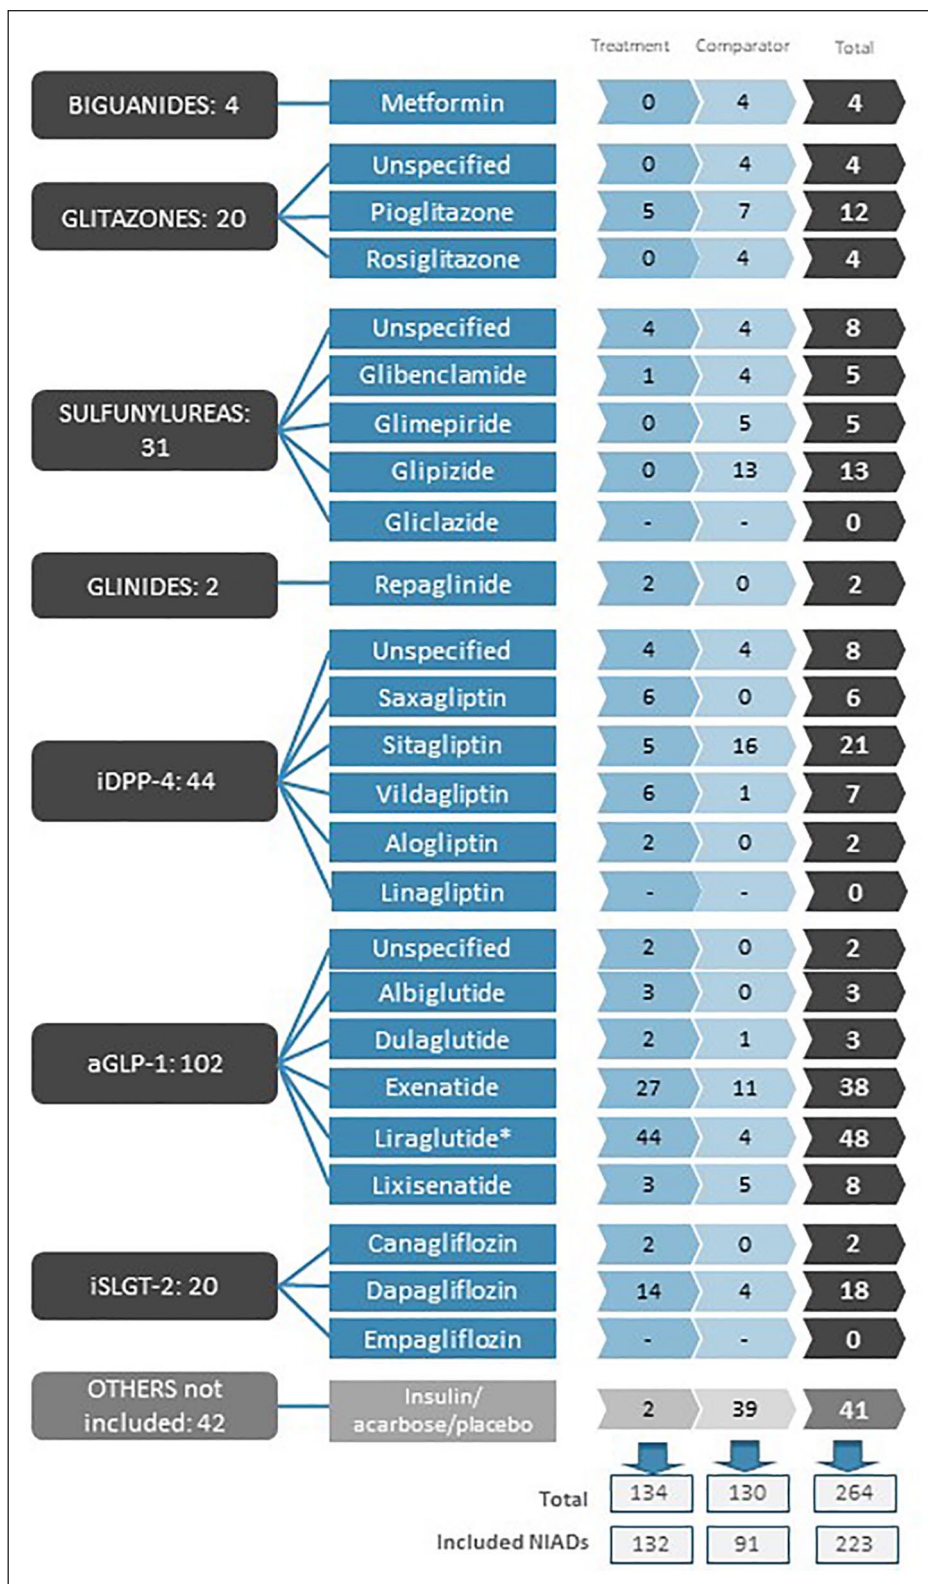 Treatment Comparator Total
BIGUANIDES: 4 Metformin 0 4 4
Unspecified 0 4 4
GLITAZONES: 20 Pioglitazone 5 7 12
Rosiglitazone 0 4 4
Unspecified 4 4 8
Glibenclamide 1 4 5
SULFUNYLUREAS:
31
Glimepiride 0 5 5
Glipizide 0 13 13
Gliclazide - - 0
GLINIDES: 2 Repaglinide 2 0 2
Unspecified 4 4 8
Saxagliptin 6 0 6
Sitagliptin 5 16 21
iDPP-4: 44
Vildagliptin 6 1 7
Alogliptin 2 0 2
Linagliptin - - 0
Unspecified 2 0 2
Albiglutide 3 0 3
Dulaglutide 2 1 3
aGLP-1: 102
Exenatide 27 11 38
Liraglutide* 44 4 48
Lixisenatide 3 5 8
Canagliflozin 2 0 2
iSLGT-2: 20 Dapagliflozin 14 4 18
Empagliflozin - - 0
OTHERS not
included: 42
Insulin/
acarbose/placebo
2 39 41
Total 134 130 264
Included NIADs 132 91 223